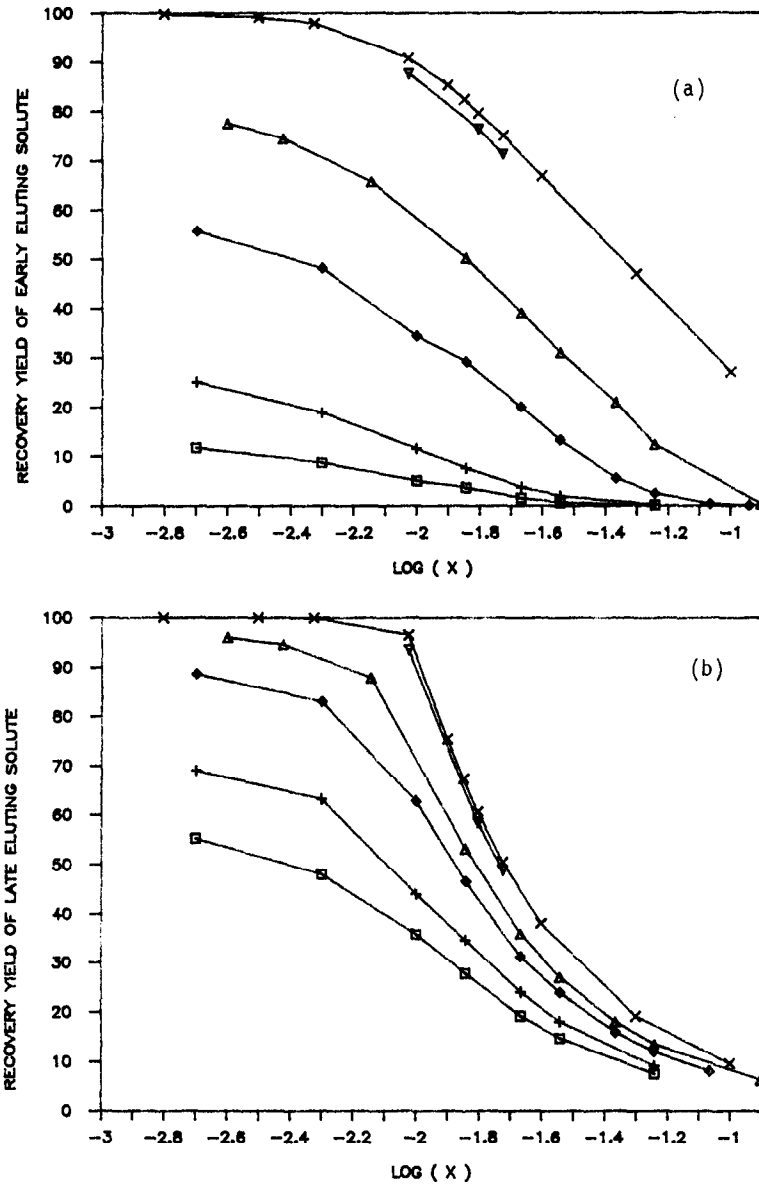 (a)
RECOVERY YIELD OF EARLY ELUTING SOLUTE
100
90
80
70
60
50
40
30
20
10
0
-3 -2.8 -2.6 -2.4 -2.2 -2 -1.8 -1.6 -1.4 -1.2 -1
LOG ( X )
(b)
RECOVERY YIELD OF LATE ELUTING SOLUTE
100
90
80
70
60
50
40
30
20
10
0
-3 -2.8 -2.6 -2.4 -2.2 -2 -1.8 -1.6 -1.4 -1.2 -1
LOG ( X )